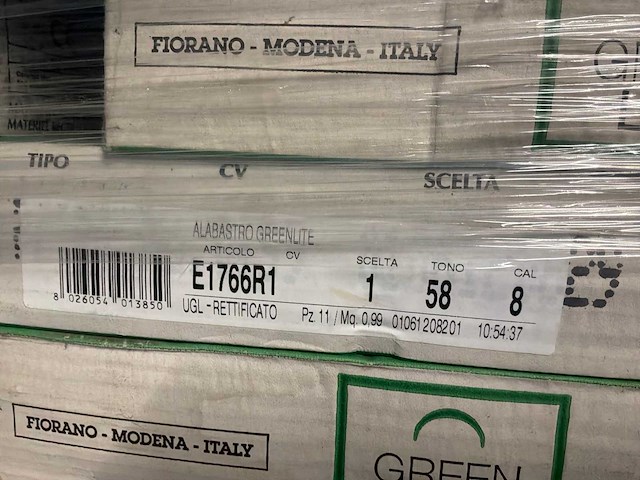 FIORANO - MODENA - ITALY
TIPO CV SCELTA
ALABASTRO GREENLITE
ARTICOLO CV SCELTA TONO CAL
E1766R1 1 58 8
8 026054 013850
UGL - RETTIFICATO Pz 11 / Mq. 0,99 01061208201 10:54:37
FIORANO - MODENA - ITALY
GREEN